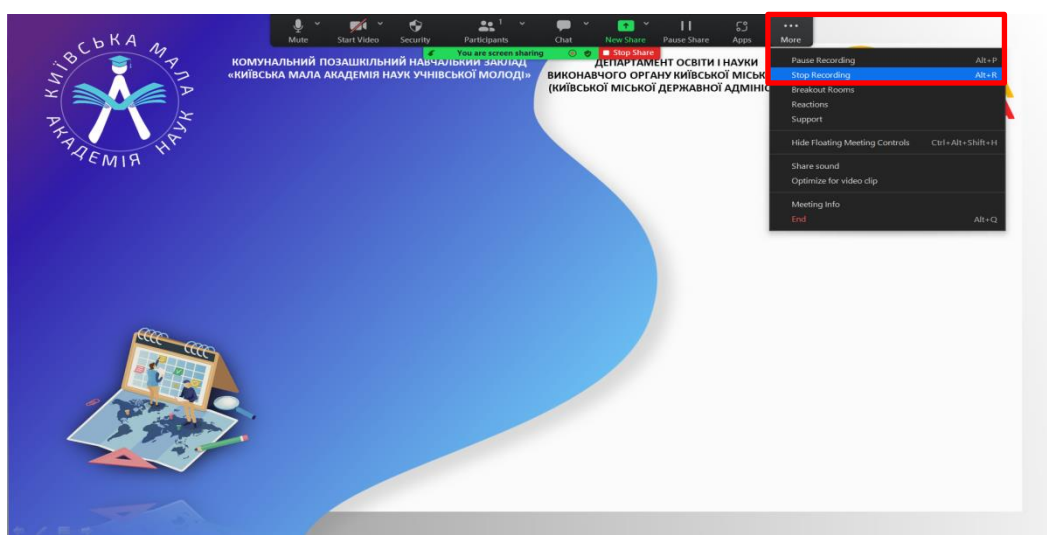 КИЇВСЬКА МАЛА АКАДЕМІЯ НАУК
1
Mute Start Video Security Participants Chat New Share Pause Share Apps More
You are screen sharing Stop Share
КОМУНАЛЬНИЙ ПОЗАШКІЛЬНИЙ НАВЧАЛЬНИЙ ЗАКЛАД
«КИЇВСЬКА МАЛА АКАДЕМІЯ НАУК УЧНІВСЬКОЇ МОЛОДІ»
ДЕПАРТАМЕНТ ОСВІТИ І НАУКИ
ВИКОНАВЧОГО ОРГАНУ КИЇВСЬКОЇ МІСЬК
(КИЇВСЬКОЇ МІСЬКОЇ ДЕРЖАВНОЇ АДМІНІС
Pause Recording Alt+P
Stop Recording Alt+R
Breakout Rooms
Reactions
Support
Hide Floating Meeting Controls Ctrl+Alt+Shift+H
Share sound
Optimize for video clip
Meeting Info
End Alt+Q